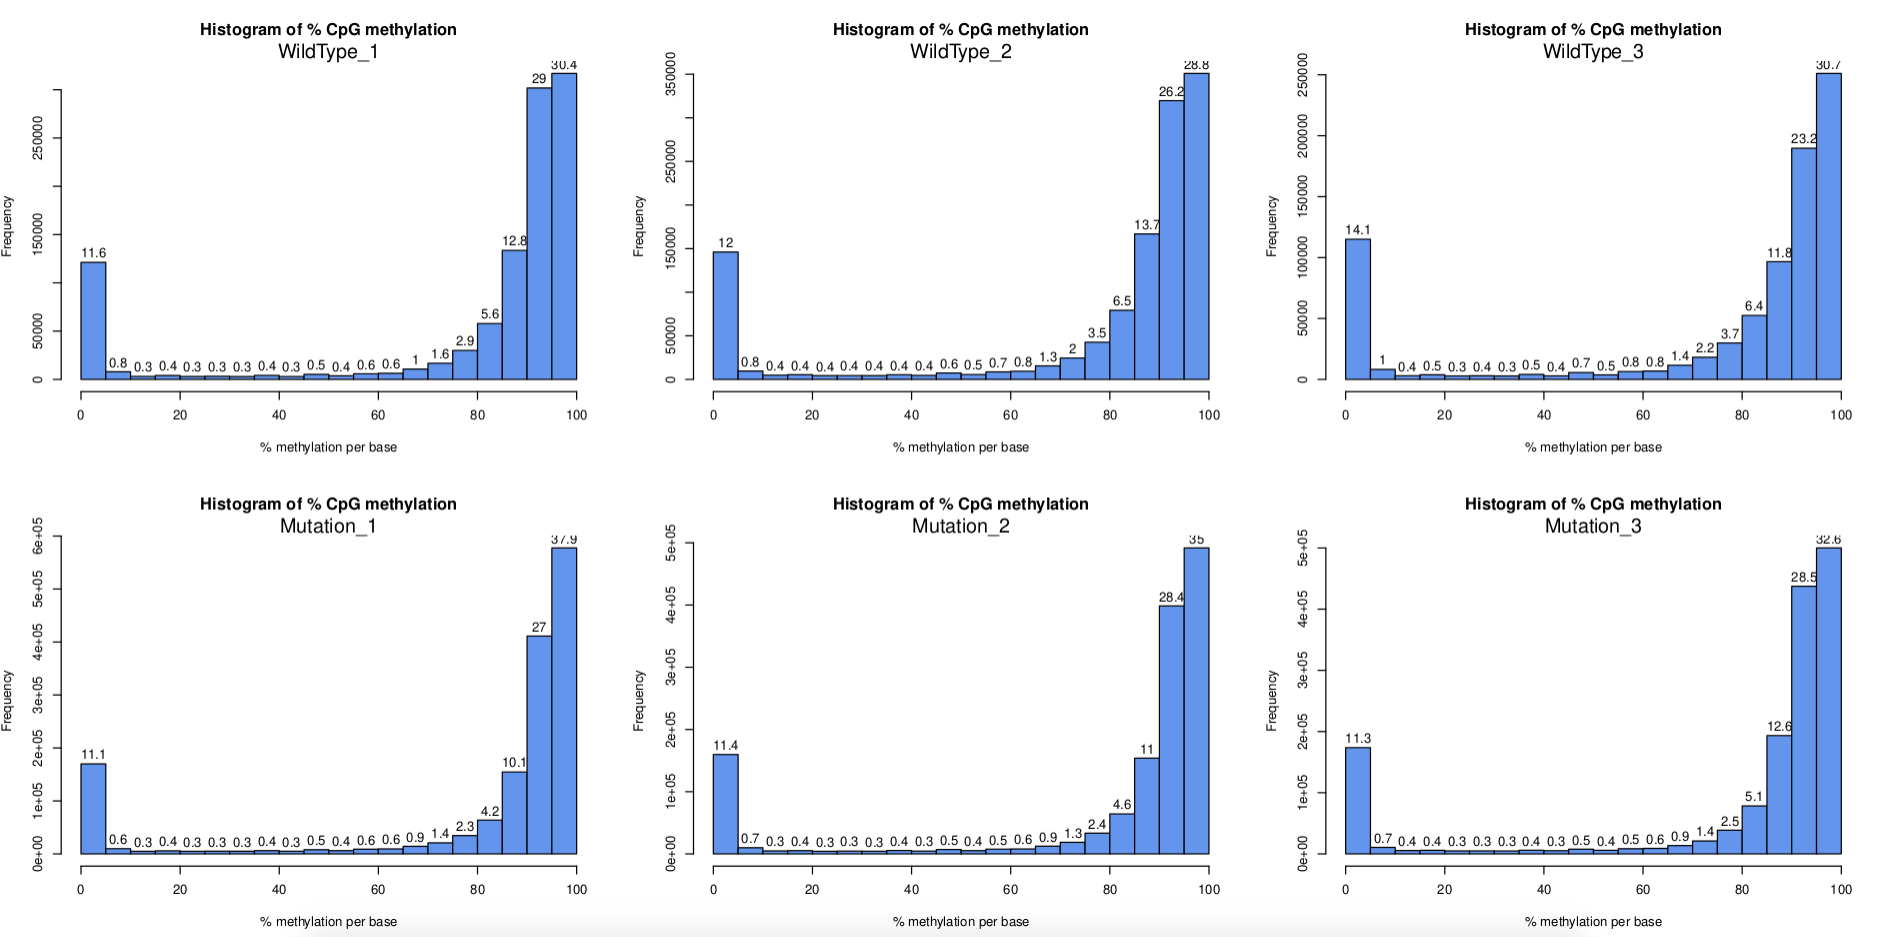 Histogram of % CpG methylation
WildType_1
Frequency
0 50000 150000 250000
11.6 0.8 0.3 0.4 0.3 0.3 0.3 0.4 0.3 0.5 0.4 0.6 0.6 1 1.6 2.9 5.6 12.8 29 30.4
0 20 40 60 80 100
% methylation per base
Histogram of % CpG methylation
WildType_2
Frequency
0 50000 150000 250000 350000
12 0.8 0.4 0.4 0.4 0.4 0.4 0.4 0.4 0.6 0.5 0.7 0.8 1.3 2 3.5 6.5 13.7 26.2 28.8
0 20 40 60 80 100
% methylation per base
Histogram of % CpG methylation
WildType_3
Frequency
0 50000 100000 150000 200000 250000
14.1 1 0.4 0.5 0.3 0.4 0.3 0.5 0.4 0.7 0.5 0.8 0.8 1.4 2.2 3.7 6.4 11.8 23.2 30.7
0 20 40 60 80 100
% methylation per base
Histogram of % CpG methylation
Mutation_1
Frequency
0e+00 1e+05 2e+05 3e+05 4e+05 5e+05 6e+05
11.1 0.6 0.3 0.4 0.3 0.3 0.3 0.4 0.3 0.5 0.4 0.6 0.6 0.9 1.4 2.3 4.2 10.1 27 37.9
0 20 40 60 80 100
% methylation per base
Histogram of % CpG methylation
Mutation_2
Frequency
0e+00 1e+05 2e+05 3e+05 4e+05 5e+05
11.4 0.7 0.3 0.4 0.3 0.3 0.3 0.4 0.3 0.5 0.4 0.5 0.6 0.9 1.3 2.4 4.6 11 28.4 35
0 20 40 60 80 100
% methylation per base
Histogram of % CpG methylation
Mutation_3
Frequency
0e+00 1e+05 2e+05 3e+05 4e+05 5e+05
11.3 0.7 0.4 0.4 0.3 0.3 0.3 0.4 0.3 0.5 0.4 0.5 0.6 0.9 1.4 2.5 5.1 12.6 28.5 32.6
0 20 40 60 80 100
% methylation per base